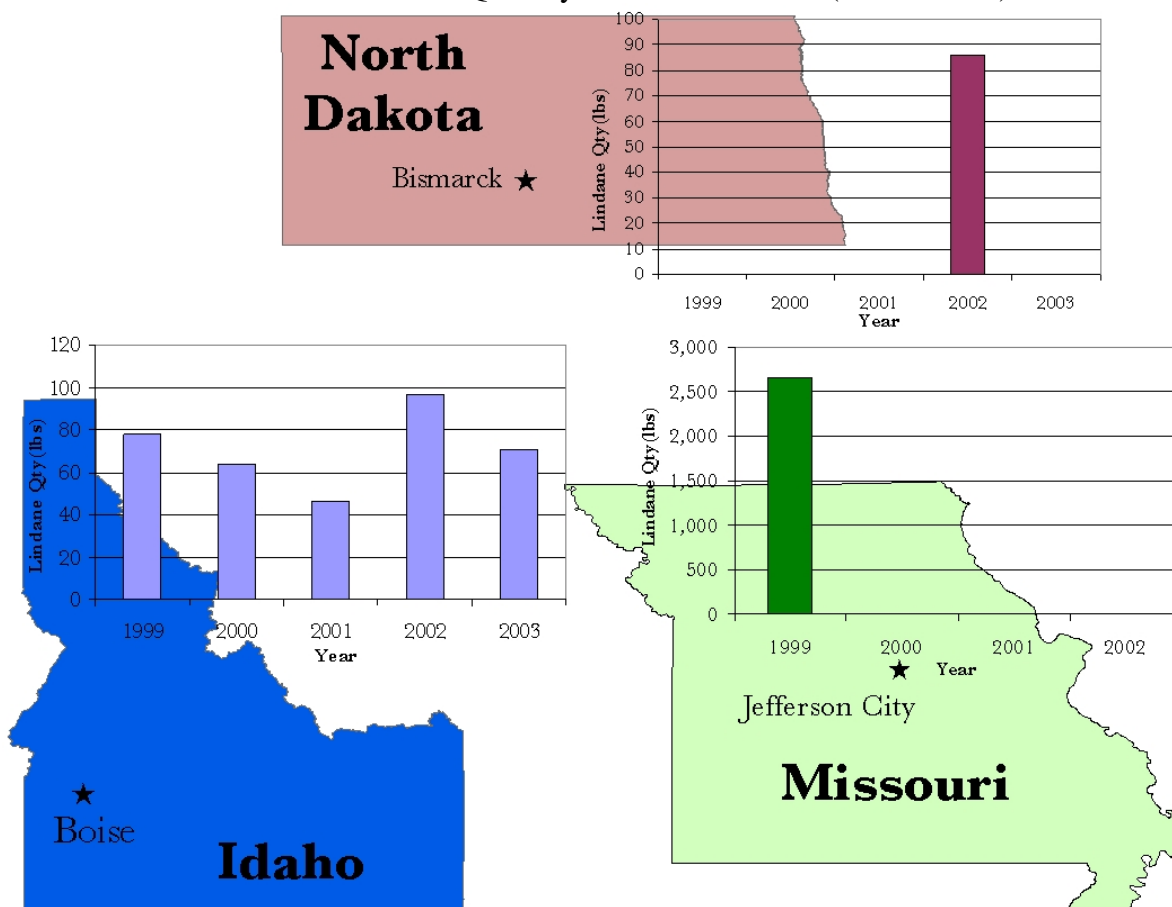 North
Dakota
Bismarck
Lindane Qty (lbs)
100
90
80
70
60
50
40
30
20
10
0
1999 2000 2001 2002 2003
Year
Lindane Qty (lbs)
120
100
80
60
40
20
0
1999 2000 2001 2002 2003
Year
Boise
Idaho
Lindane Qty (lbs)
3,000
2,500
2,000
1,500
1,000
500
0
1999 2000 2001 2002
Year
Jefferson City
Missouri